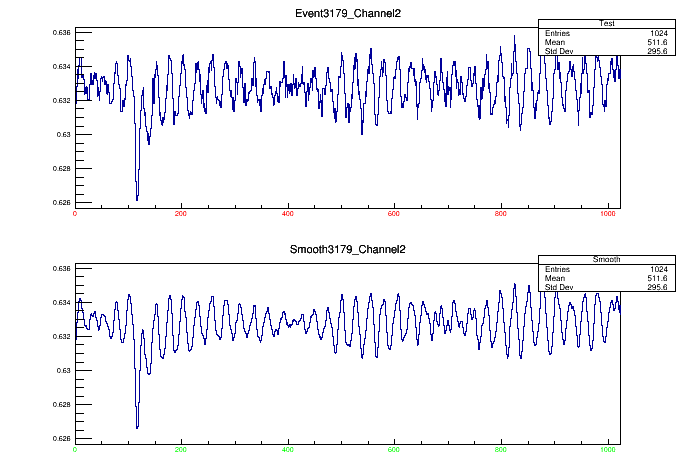 Event3179_Channel2
Test
Entries 1024
Mean 511.6
Std Dev 295.6
0.636
0.634
0.632
0.63
0.628
0.626
0 200 400 600 800 1000
Smooth3179_Channel2
Smooth
Entries 1024
Mean 511.6
Std Dev 295.6
0.636
0.634
0.632
0.63
0.628
0.626
0 200 400 600 800 1000